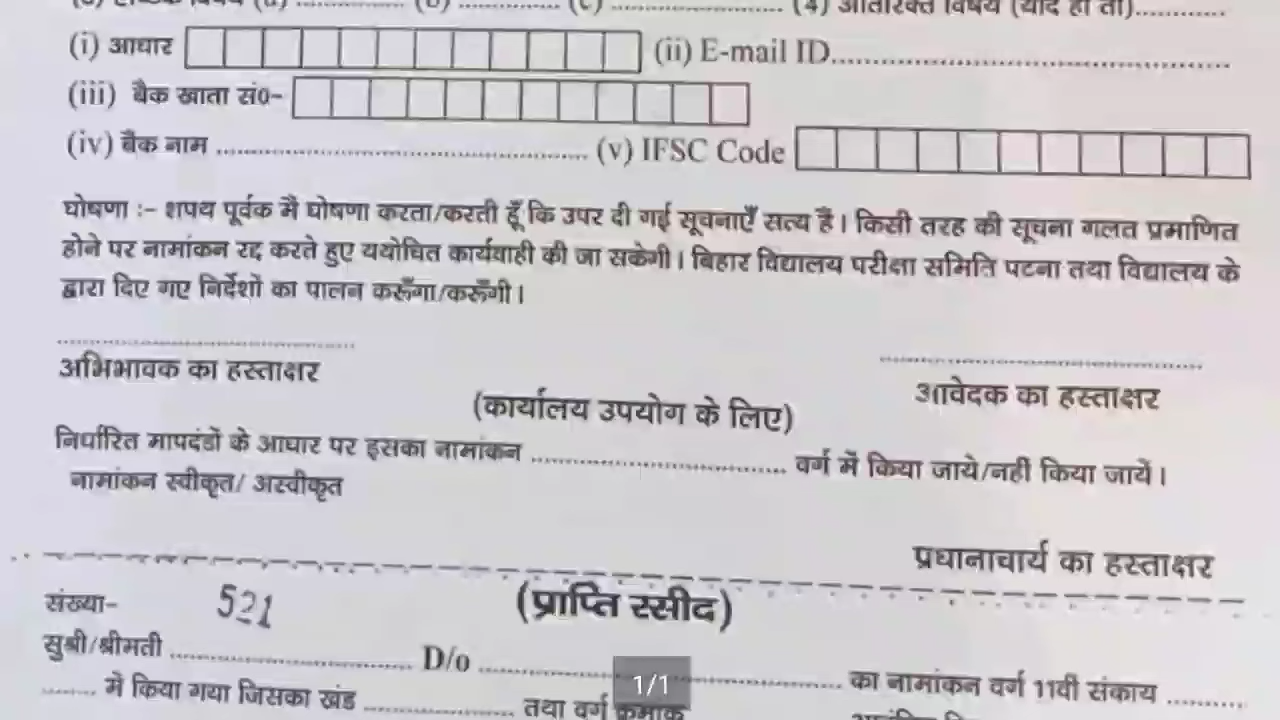 (i) आधार (ii) E-mail ID..............................
(iii) बैंक खाता सं०-
(iv) बैंक नाम .............................. (v) IFSC Code
घोषणा :- शपथ पूर्वक मैं घोषणा करता/करती हूँ कि उपर दी गई सूचनाएँ सत्य है। किसी तरह की सूचना गलत प्रमाणित
होने पर नामांकन रद्द करते हुए यथोचित कार्यवाही की जा सकेगी। बिहार विद्यालय परीक्षा समिति पटना तथा विद्यालय के
द्वारा दिए गए निर्देशों का पालन करूँगा/करूँगी।
अभिभावक का हस्ताक्षर
आवेदक का हस्ताक्षर
(कार्यालय उपयोग के लिए)
निर्धारित मापदंडों के आधार पर इसका नामांकन .............................. वर्ग में किया जाये/नहीं किया जायें।
नामांकन स्वीकृत/ अस्वीकृत
प्रधानाचार्य का हस्ताक्षर
संख्या- 521 (प्राप्ति रसीद)
सुश्री/श्रीमती .............................. D/o .............................. का नामांकन वर्ग 11वी संकाय ..........
........ में किया गया जिसका खंड .................... तथा वर्ग क्रमांक
1/1